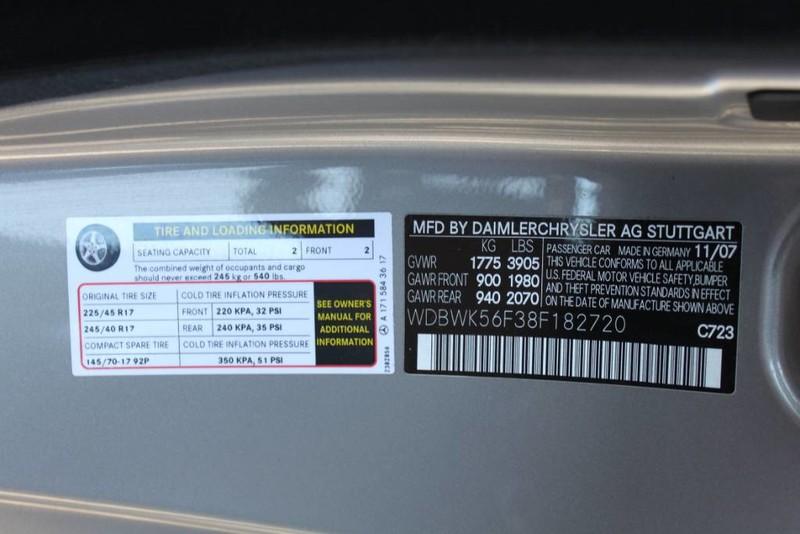 TIRE AND LOADING INFORMATION
SEATING CAPACITY TOTAL 2 FRONT 2
The combined weight of occupants and cargo
should never exceed 245 kg or 540 lbs.
ORIGINAL TIRE SIZE COLD TIRE INFLATION PRESSURE
225/45 R17 FRONT 220 KPA, 32 PSI
245/40 R17 REAR 240 KPA, 35 PSI
COMPACT SPARE TIRE COLD TIRE INFLATION PRESSURE
145/70-17 92P 350 KPA, 51 PSI
SEE OWNER'S
MANUAL FOR
ADDITIONAL
INFORMATION
A 171 584 36 17
2382858
MFD BY DAIMLERCHRYSLER AG STUTTGART
KG LBS
GVWR 1775 3905
GAWR FRONT 900 1980
GAWR REAR 940 2070
PASSENGER CAR MADE IN GERMANY 11/07
THIS VEHICLE CONFORMS TO ALL APPLICABLE
U.S. FEDERAL MOTOR VEHICLE SAFETY,BUMPER
AND THEFT PREVENTION STANDARDS IN EFFECT
ON THE DATE OF MANUFACTURE SHOWN ABOVE
WDBWK56F38F182720
C723